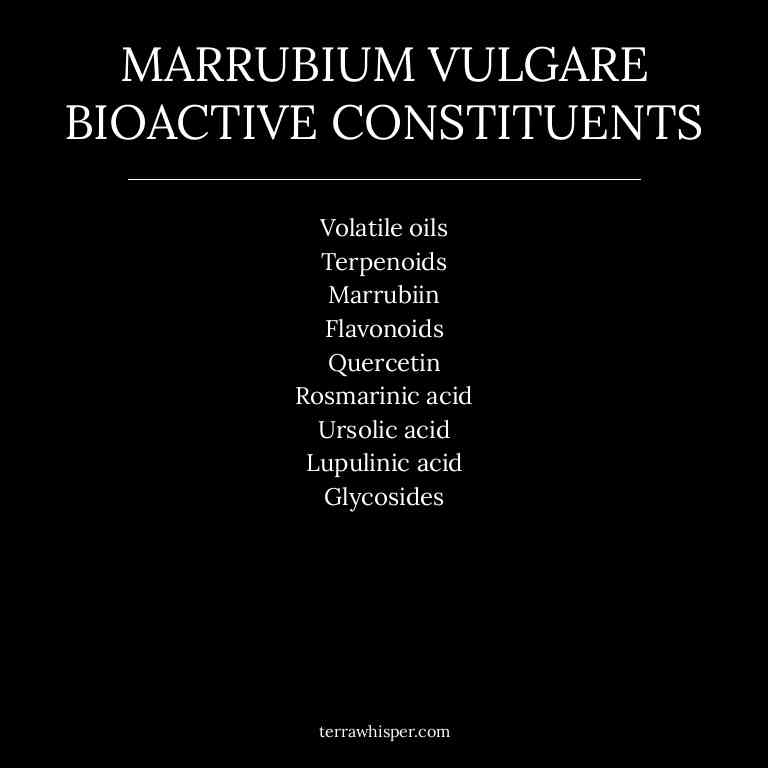 MARRUBIUM VULGARE
BIOACTIVE CONSTITUENTS
Volatile oils
Terpenoids
Marrubiin
Flavonoids
Quercetin
Rosmarinic acid
Ursolic acid
Lupulinic acid
Glycosides
terrawhisper.com